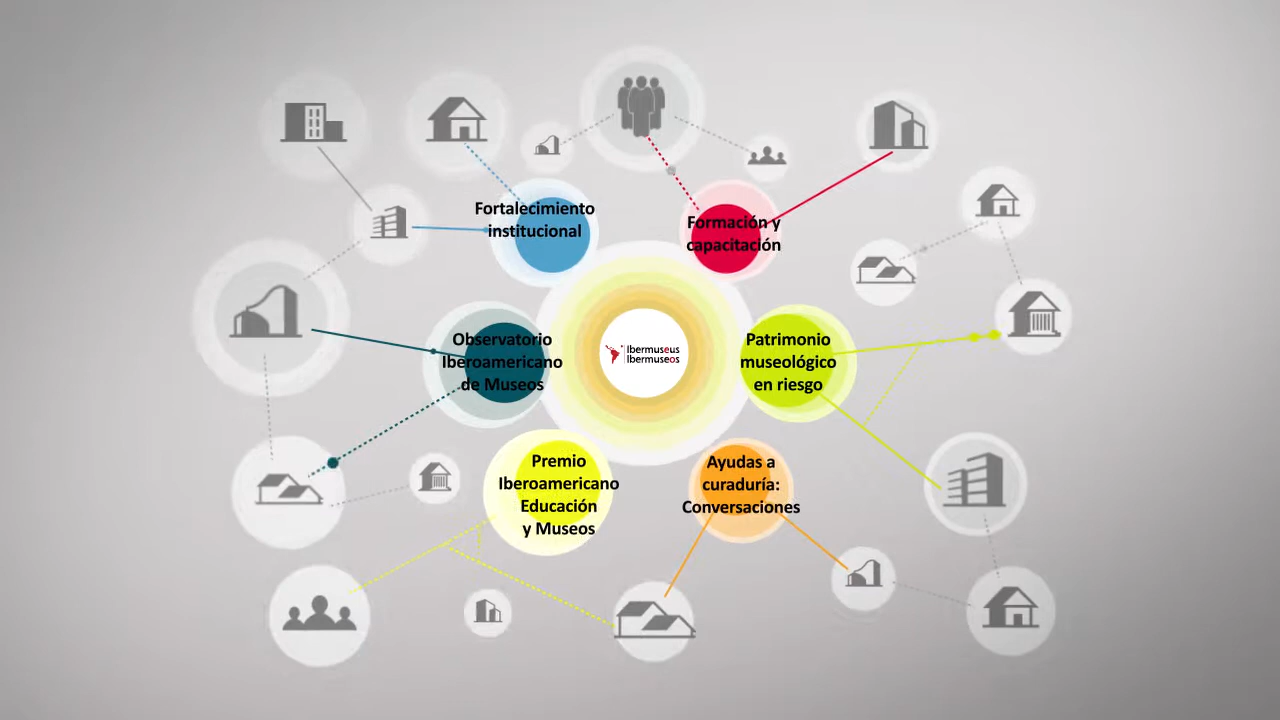 Fortalecimiento
institucional
Formación y
capacitación
Observatorio
Iberoamericano
de Museos
Ibermuseus
Ibermuseos
Patrimonio
museológico
en riesgo
Premio
Iberoamericano
Educación
y Museos
Ayudas a
curaduría:
Conversaciones